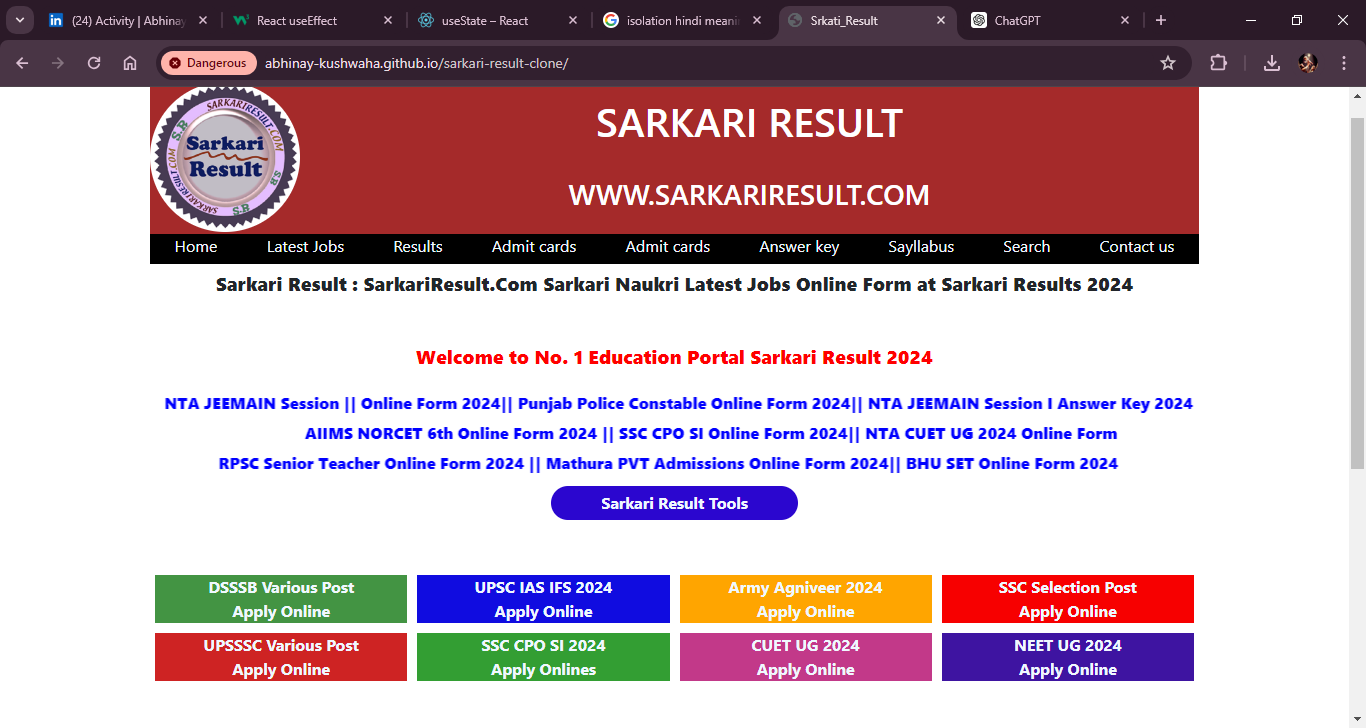 (24) Activity | Abhinay
React useEffect
useState – React
isolation hindi meanin
Srkati_Result
ChatGPT
Dangerous
abhinay-kushwaha.github.io/sarkari-result-clone/
SARKARIRESULT.COM
S.R
Sarkari
Result
S.R
SARKARIRESULT.COM
S.R
SARKARI RESULT
WWW.SARKARIRESULT.COM
Home Latest Jobs Results Admit cards Admit cards Answer key Sayllabus Search Contact us
Sarkari Result : SarkariResult.Com Sarkari Naukri Latest Jobs Online Form at Sarkari Results 2024
Welcome to No. 1 Education Portal Sarkari Result 2024
NTA JEEMAIN Session || Online Form 2024|| Punjab Police Constable Online Form 2024|| NTA JEEMAIN Session I Answer Key 2024
AIIMS NORCET 6th Online Form 2024 || SSC CPO SI Online Form 2024|| NTA CUET UG 2024 Online Form
RPSC Senior Teacher Online Form 2024 || Mathura PVT Admissions Online Form 2024|| BHU SET Online Form 2024
Sarkari Result Tools
DSSSB Various Post
Apply Online
UPSC IAS IFS 2024
Apply Online
Army Agniveer 2024
Apply Online
SSC Selection Post
Apply Online
UPSSSC Various Post
Apply Online
SSC CPO SI 2024
Apply Onlines
CUET UG 2024
Apply Online
NEET UG 2024
Apply Online